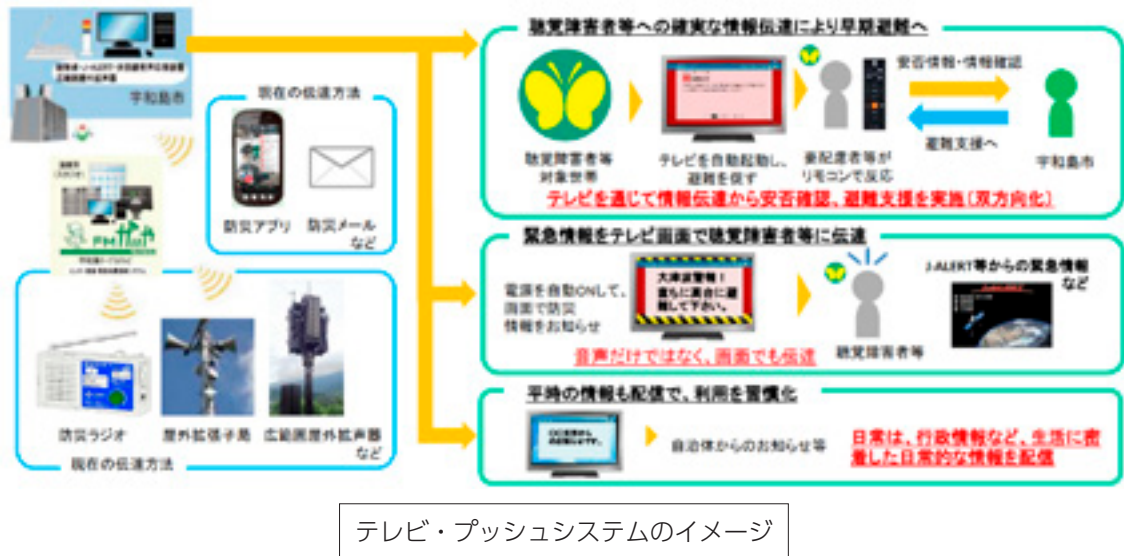 宇和島市
現在の伝達方法
防災アプリ
防災メール
など
FMがいや
防災ラジオ
屋外拡張子局
広範囲屋外拡声器
など
現在の伝達方法
聴覚障害者等への確実な情報伝達により早期避難へ
聴覚障害者等
対象世帯
テレビを自動起動し、
避難を促す
要配慮者等が
リモコンで反応
安否情報・情報確認
避難支援へ
宇和島市
テレビを通じて情報伝達から安否確認、避難支援を実施(双方向化)
緊急情報をテレビ画面で聴覚障害者等に伝達
電源を自動ONして、
画面で防災
情報をお知らせ
大津波警報!
直ちに高台に避
難して下さい。
聴覚障害者等
J-ALERT等からの緊急情報
など
音声だけではなく、画面でも伝達
平時の情報も配信で、利用を習慣化
自治体からのお知らせ等
日常は、行政情報など、生活に密
着した日常的な情報を配信
テレビ・プッシュシステムのイメージ